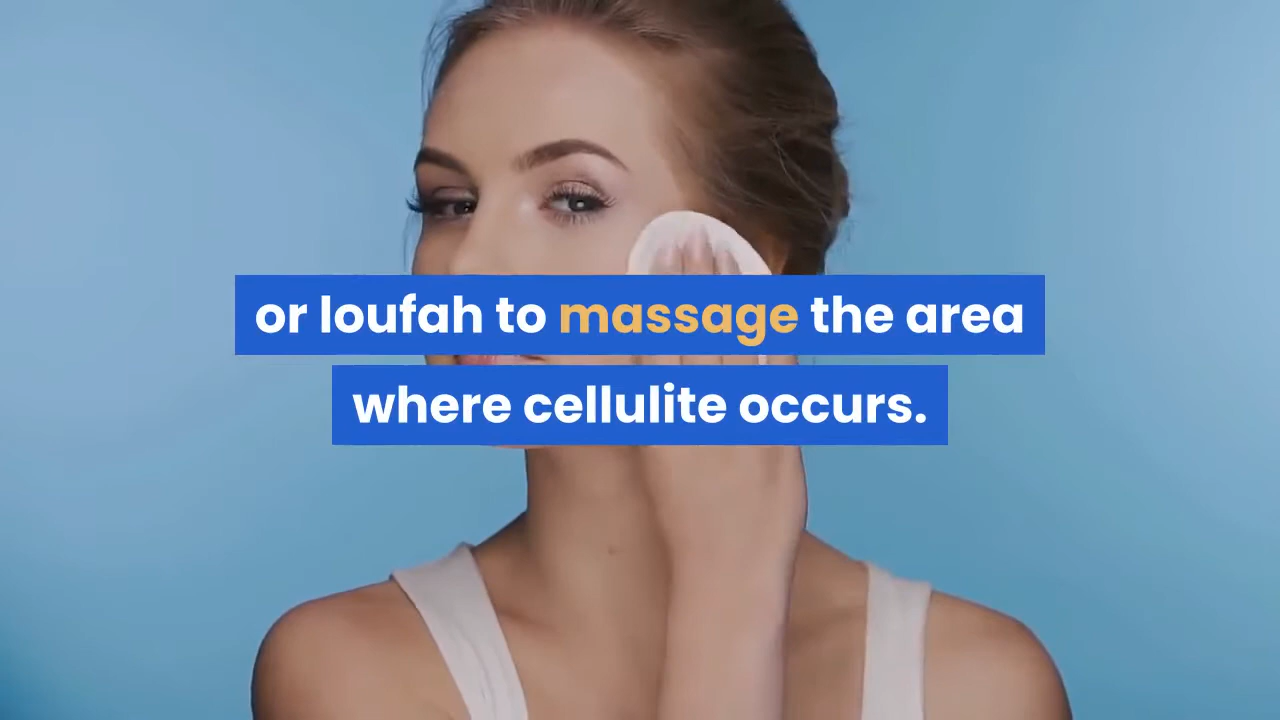 or loufah to massage the area
where cellulite occurs.